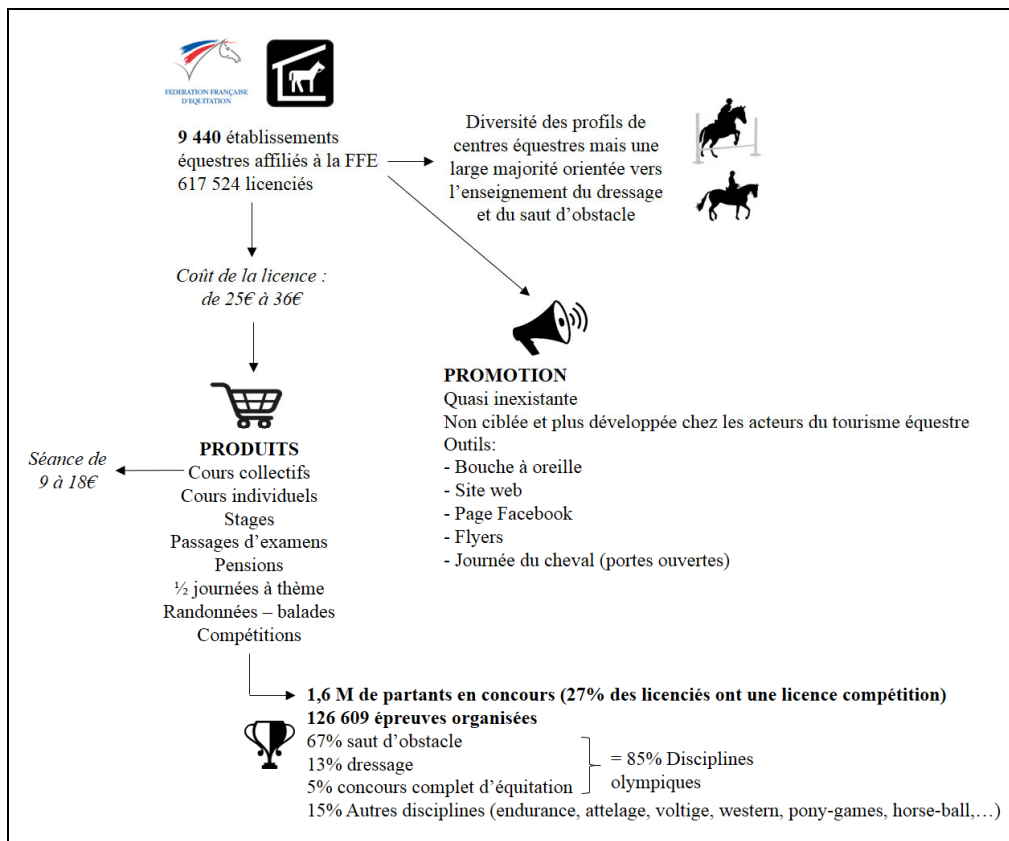 FEDERATION FRANÇAISE
D'EQUITATION
9 440 établissements
équestres affiliés à la FFE
617 524 licenciés
Diversité des profils de
centres équestres mais une
large majorité orientée vers
l'enseignement du dressage
et du saut d'obstacle
Coût de la licence :
de 25€ à 36€
PROMOTION
Quasi inexistante
Non ciblée et plus développée chez les acteurs du tourisme équestre
Outils:
- Bouche à oreille
- Site web
- Page Facebook
- Flyers
- Journée du cheval (portes ouvertes)
Séance de
9 à 18€
PRODUITS
Cours collectifs
Cours individuels
Stages
Passages d'examens
Pensions
½ journées à thème
Randonnées – balades
Compétitions
1,6 M de partants en concours (27% des licenciés ont une licence compétition)
126 609 épreuves organisées
67% saut d'obstacle
13% dressage
5% concours complet d'équitation
= 85% Disciplines
olympiques
15% Autres disciplines (endurance, attelage, voltige, western, pony-games, horse-ball,…)